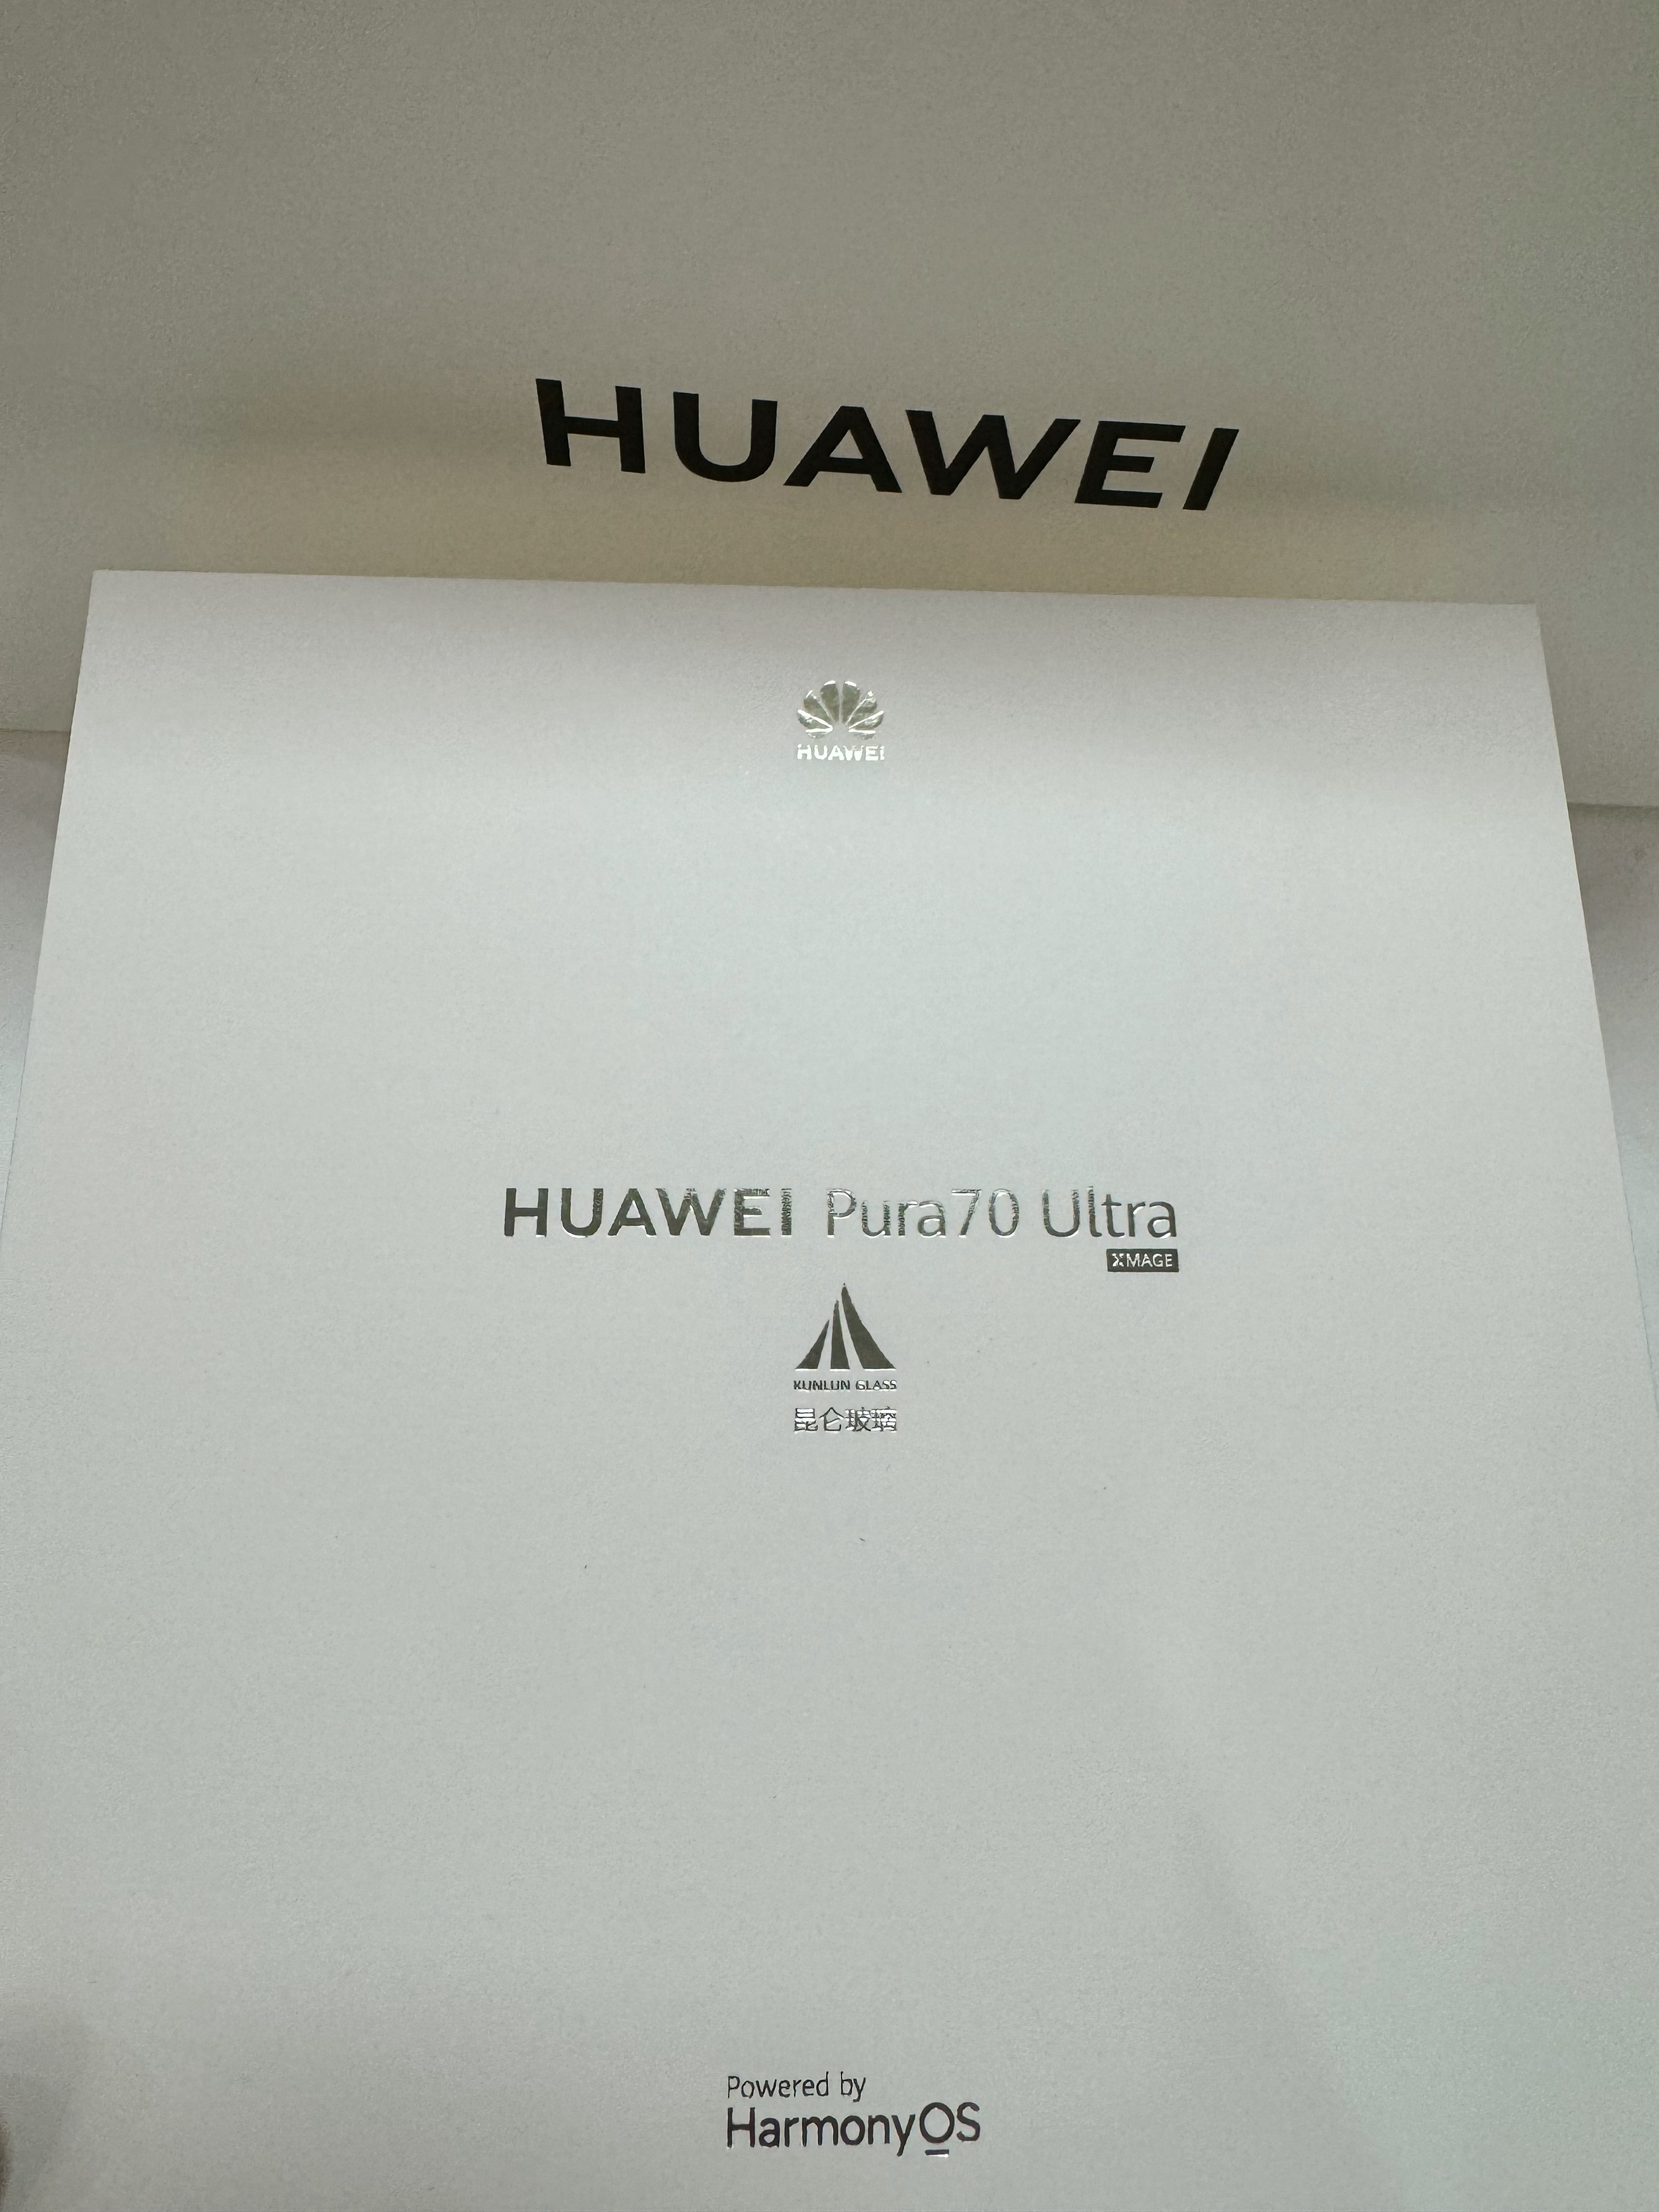 HUAWEI
HUAWEI
HUAWEI Pura70 Ultra
XMAGE
KUNLUN GLASS
昆仑玻璃
Powered by
HarmonyOS